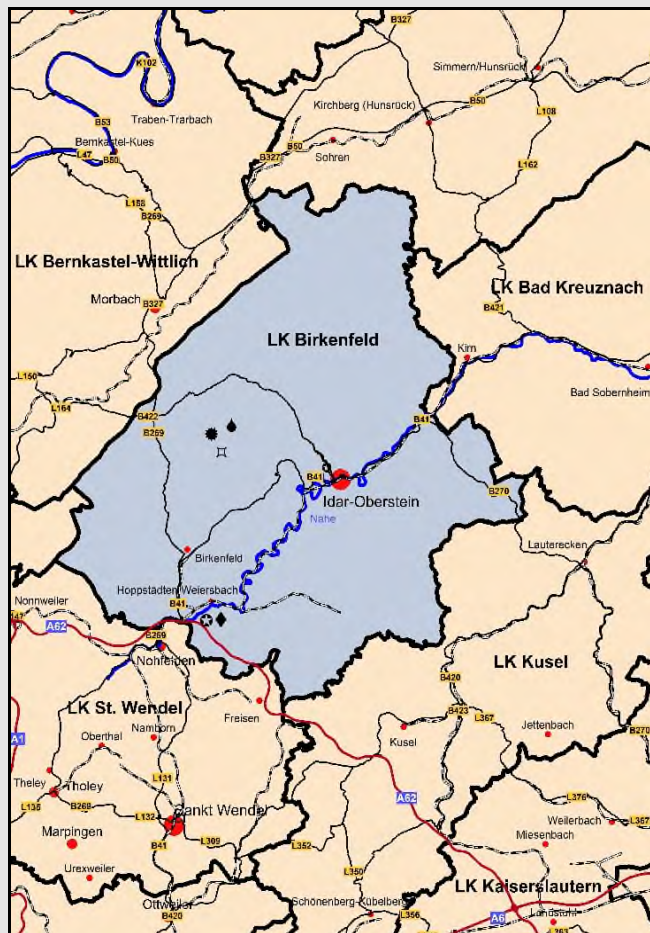 B327
K102
Simmern/Hunsrück
B50
Traben-Trarbach
Kirchberg (Hunsrück)
L108
B53
Bernkastel-Kues
B50
L47
B50
B327
Sohren
L162
B269
LK Bernkastel-Wittlich
LK Bad Kreuznach
Morbach
B327
B421
LK Birkenfeld
Kirn
L150
Bad Sobernheim
L164
B422
B269
B41
B41
Idar-Oberstein
B270
Nahe
Lauterecken
Birkenfeld
Hoppstädten Weiersbach
Nonnweiler
B41
A62
B269
Nohfelden
LK Kusel
B420
LK St. Wendel
Freisen
B423
L367
Namborn
Oberthal
Kusel
Jettenbach
B270
A1
Theley
L131
Tholey
A62
L376
B269
L132
Sankt Wendel
Weilerbach
L367
Marpingen
B41
L309
L352
Miesenbach
Urexweiler
L350
LK Kaiserslautern
Ottweiler
B420
Schönenberg-Kübelberg
L356
A6
Landstuhl
L363